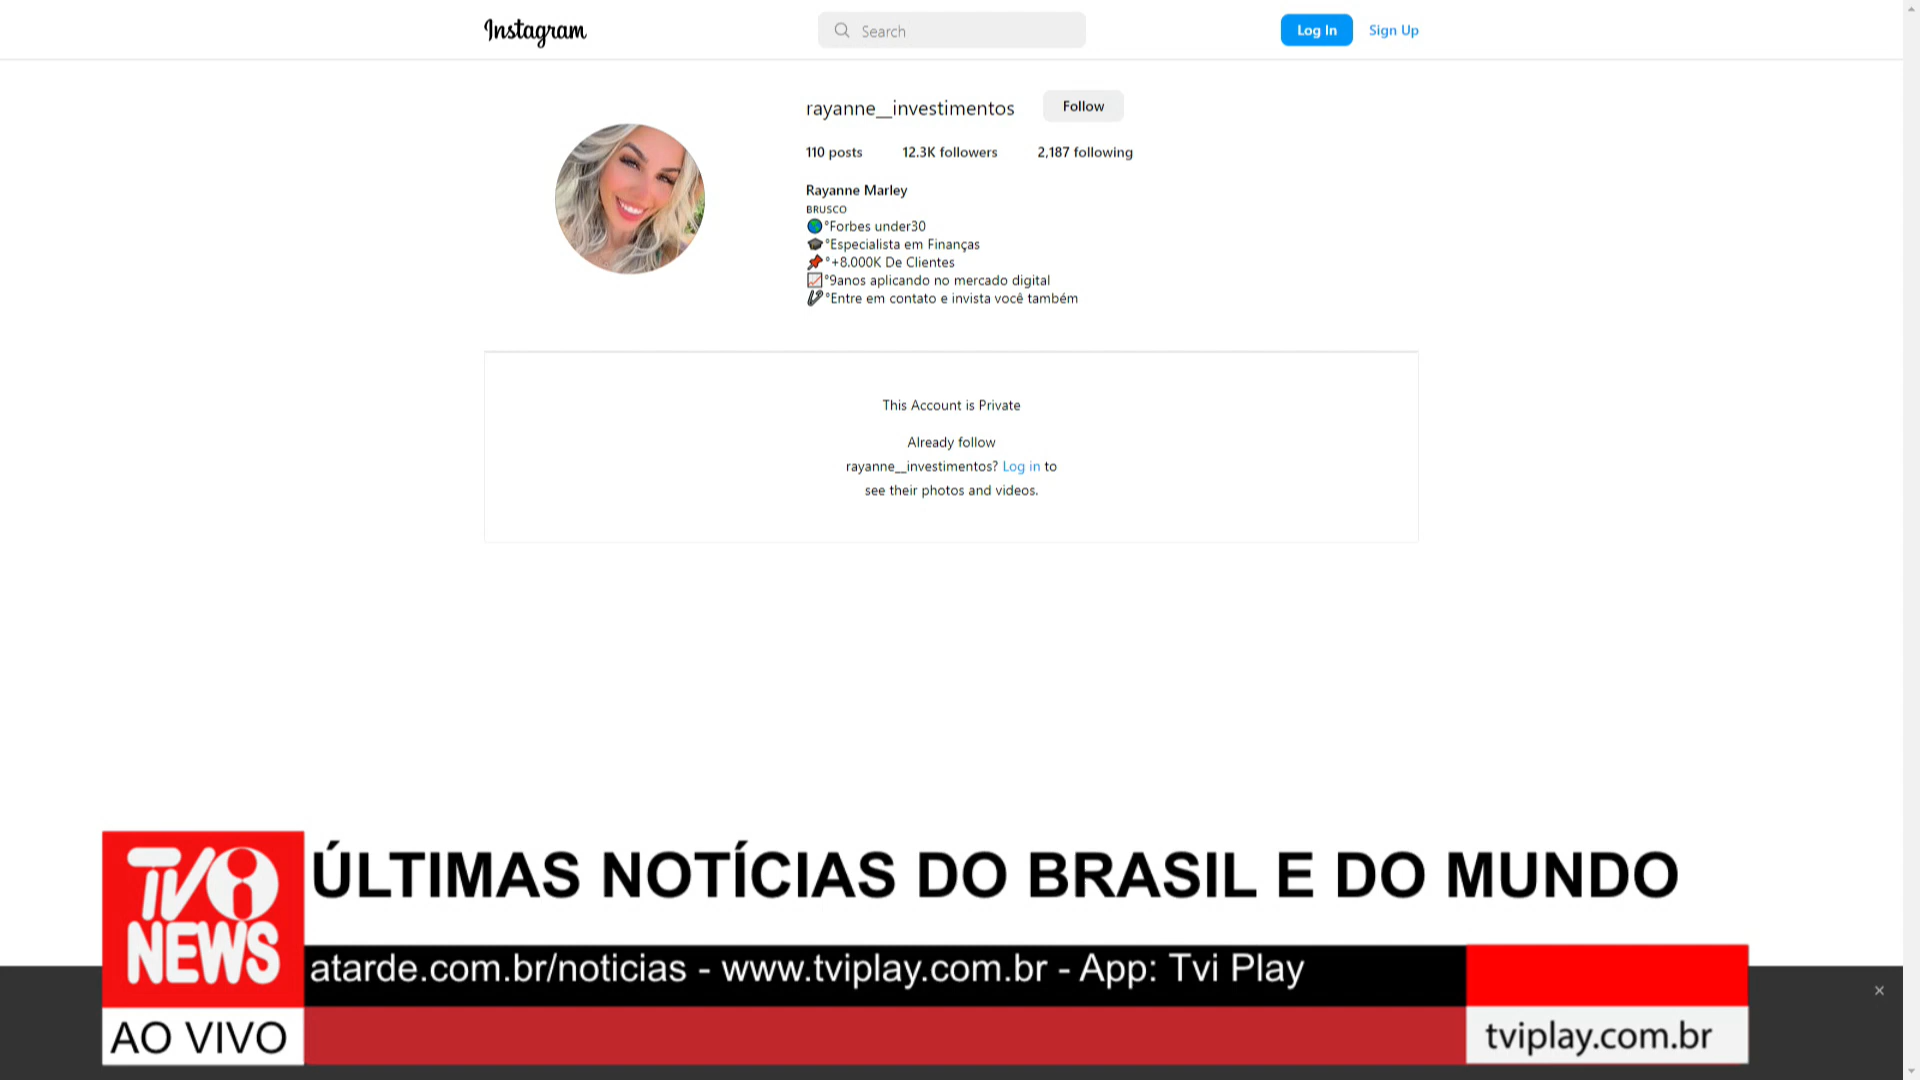 Instagram
Search
Log In
Sign Up
rayanne__investimentos
Follow
110 posts
12.3K followers
2,187 following
Rayanne Marley
BRUSCO
🌎°Forbes under30
🎓°Especialista em Finanças
📌°+8.000K De Clientes
📈°9anos aplicando no mercado digital
🖇°Entre em contato e invista você também
This Account is Private
Already follow
rayanne__investimentos? Log in to
see their photos and videos.
TVi
NEWS
ÚLTIMAS NOTÍCIAS DO BRASIL E DO MUNDO
atarde.com.br/noticias - www.tviplay.com.br - App: Tvi Play
AO VIVO
tviplay.com.br